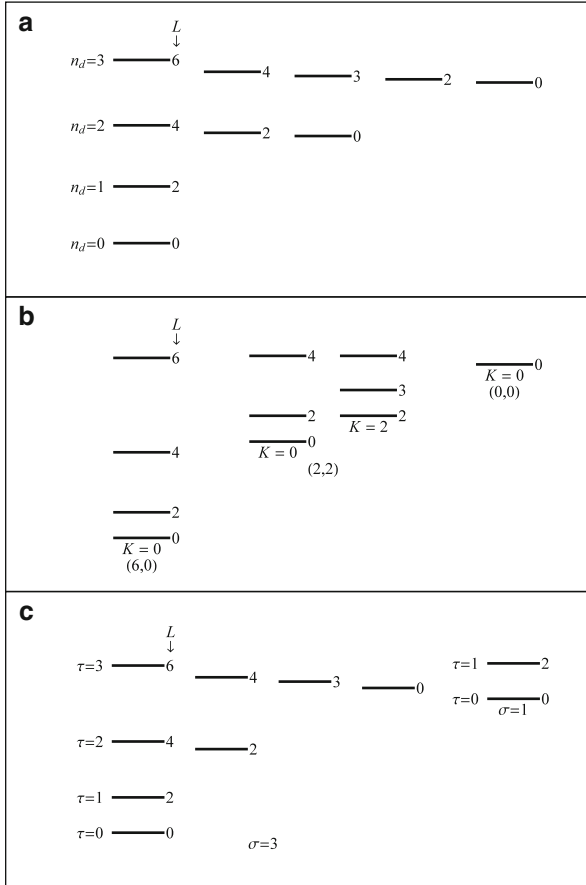 a
L
↓
n_d=3 6 4 3 2 0
n_d=2 4 2 0
n_d=1 2
n_d=0 0
b
L
↓
6 4 4 0
K = 0
(0,0)
3
2 2
K = 2
0
K = 0
4
(2,2)
2
0
K = 0
(6,0)
c
L
↓
τ=3 6 4 3 0
τ=1 2
τ=0 0
σ=1
τ=2 4 2
τ=1 2
τ=0 0
σ=3